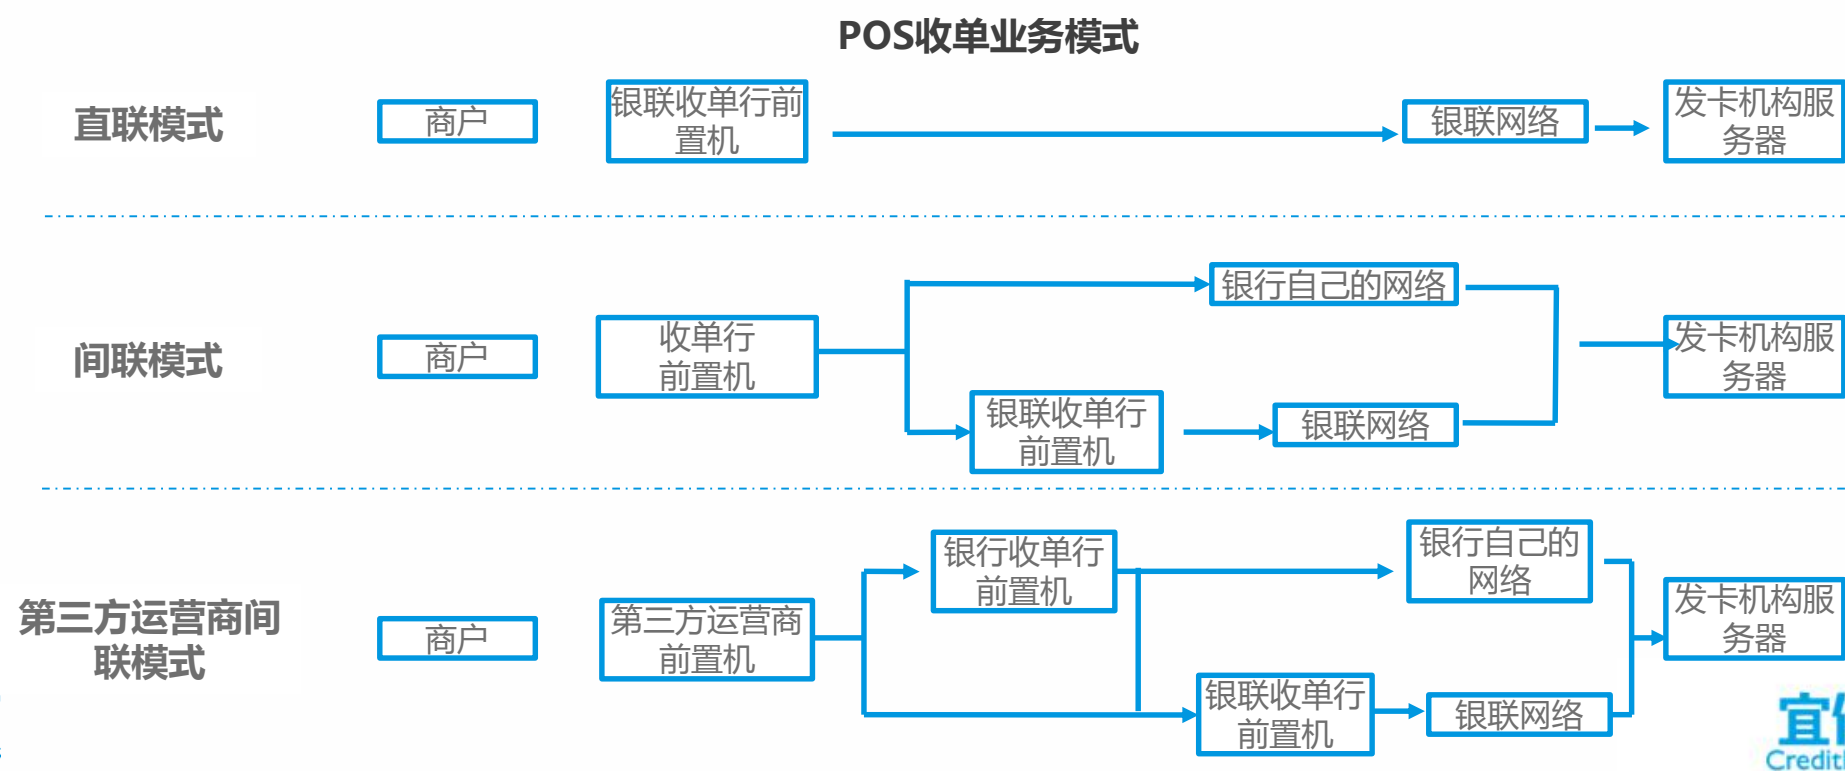 POS收单业务模式
直联模式
商户
银联收单行前
置机
银联网络
发卡机构服
务器
间联模式
商户
收单行
前置机
银行自己的网络
银联收单行
前置机
银联网络
发卡机构服
务器
第三方运营商间
联模式
商户
第三方运营商
前置机
银行收单行
前置机
银行自己的
网络
银联收单行
前置机
银联网络
发卡机构服
务器
宜
Credit